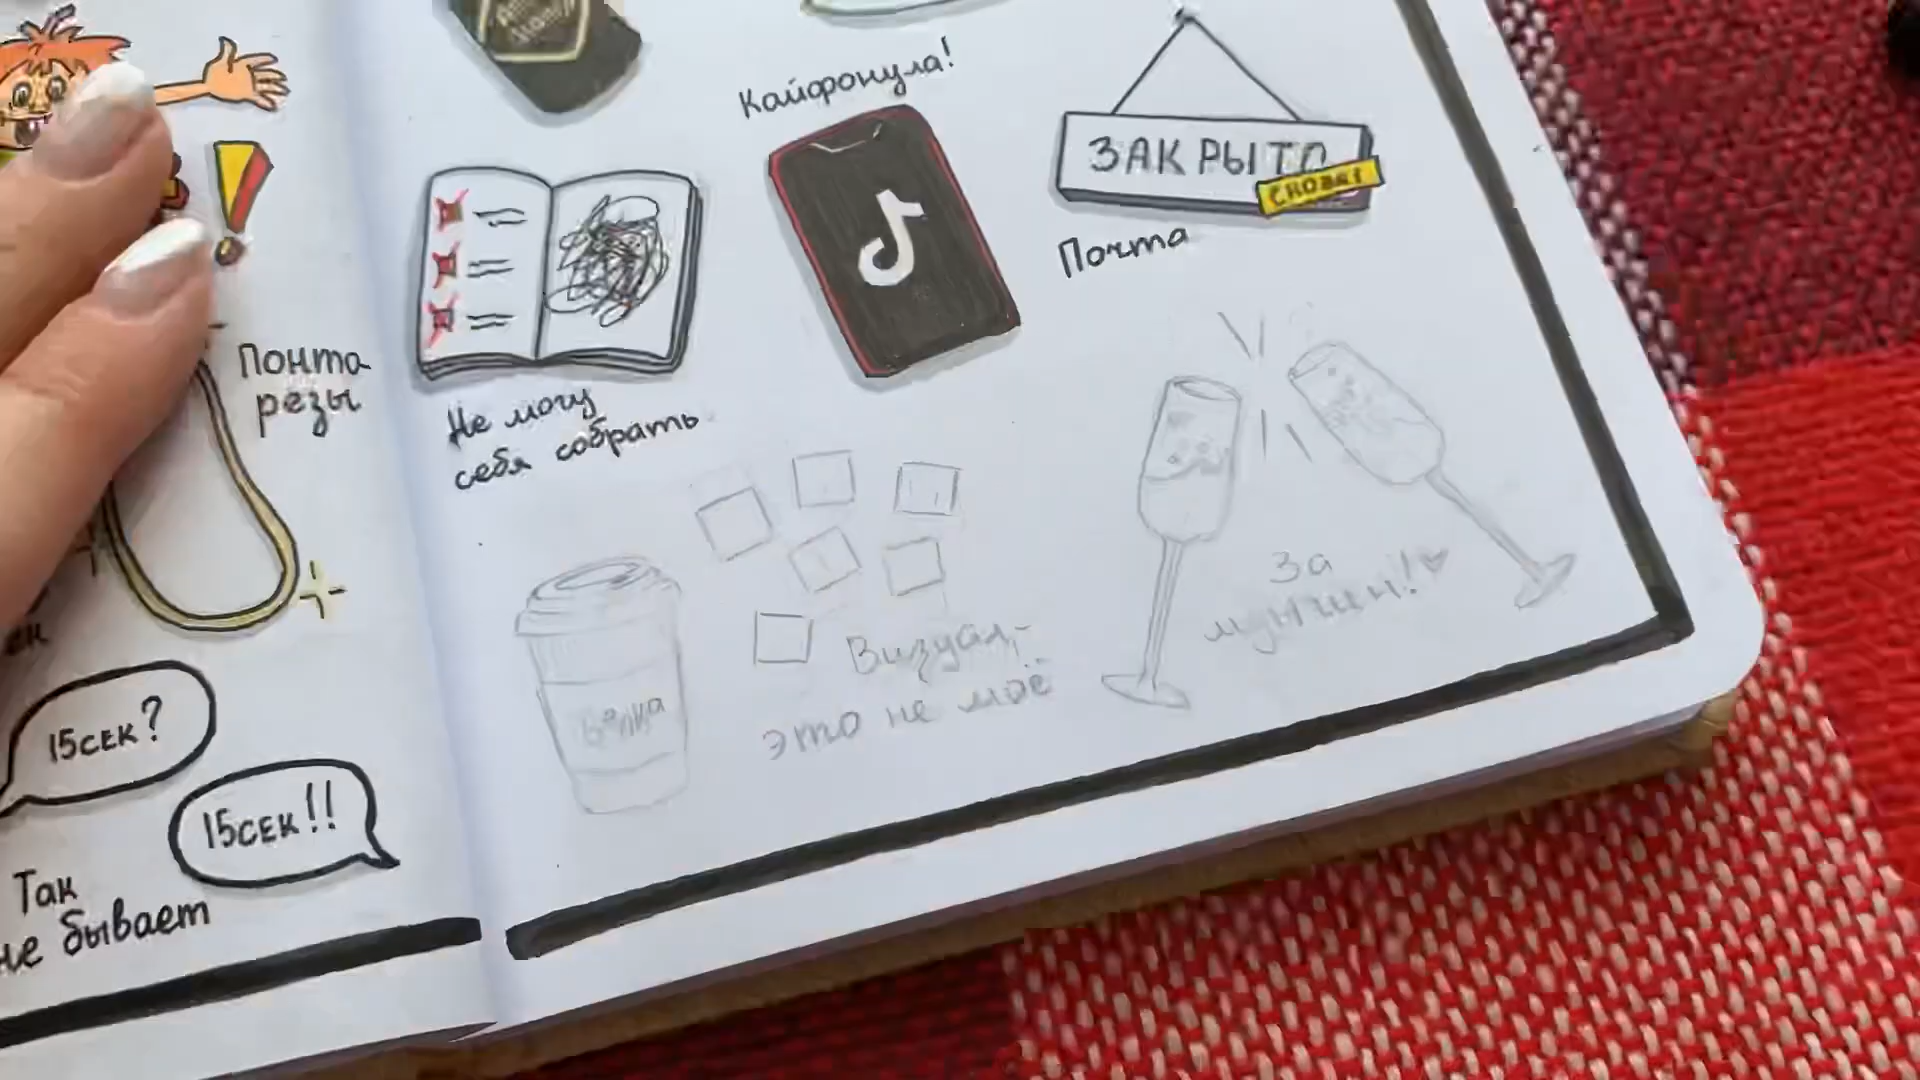 Понта
резы
15сек?
15сек!!
Так
не бывает
Кайфонула!
ЗАКРЫТО
СНОВА!
Почта
Не могу
себя собрать
Визуал-
это не моё
За
мужчин!